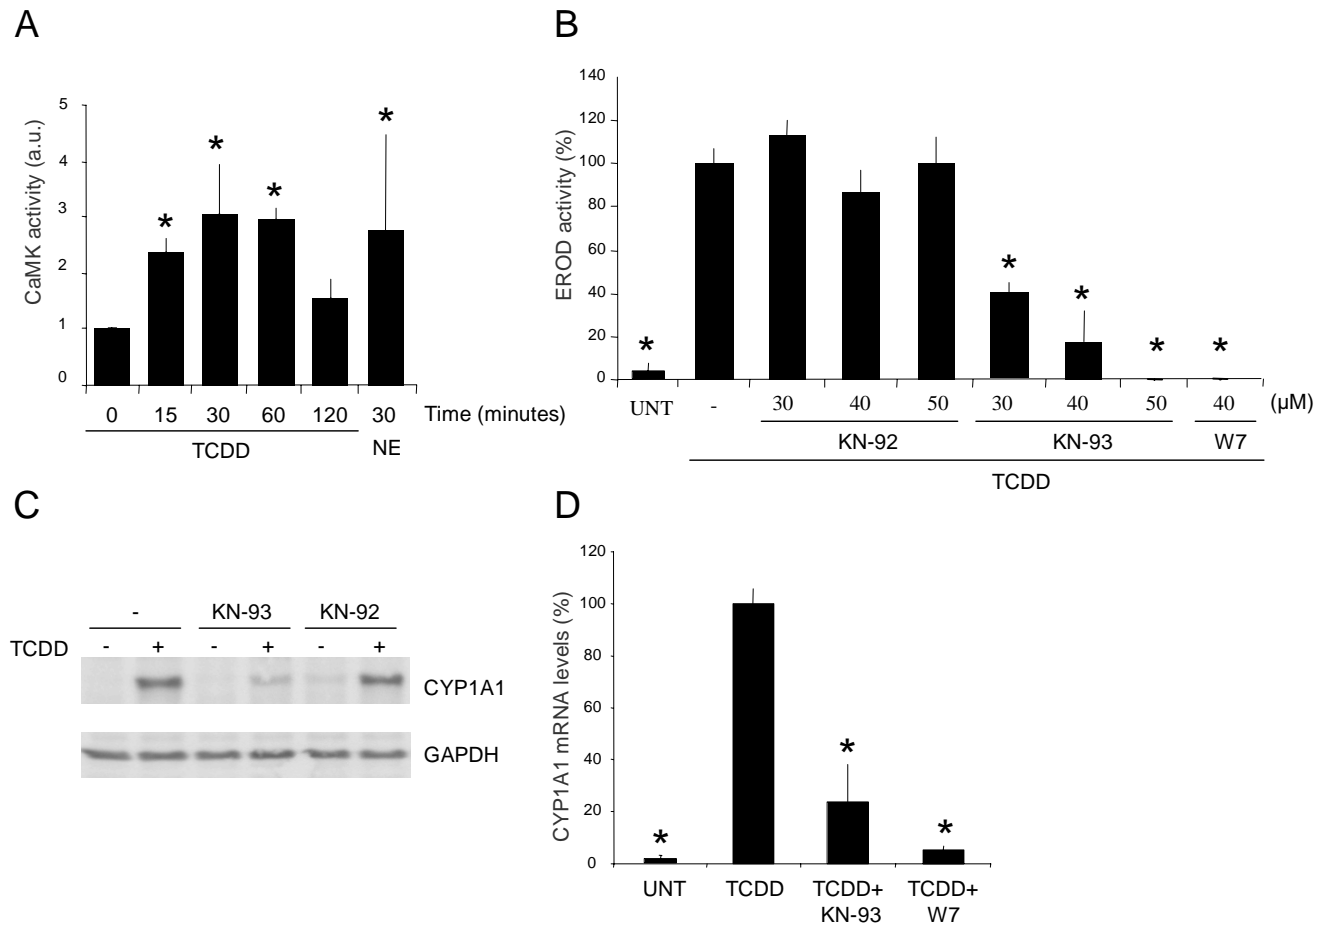 A
CaMK activity (a.u.)
5
4
3
2
1
0
* * * *
0 15 30 60 120 30 Time (minutes)
TCDD NE
B
EROD activity (%)
140
120
100
80
60
40
20
0
* * * * *
UNT - 30 40 50 30 40 50 40 (µM)
KN-92 KN-93 W7
TCDD
C
- KN-93 KN-92
TCDD - + - + - +
CYP1A1
GAPDH
D
CYP1A1 mRNA levels (%)
120
100
80
60
40
20
0
* * *
UNT TCDD TCDD+ TCDD+
KN-93 W7